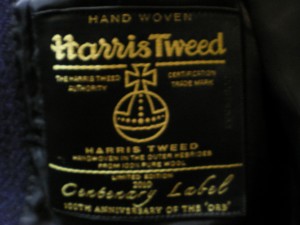 HAND WOVEN
Harris Tweed
THE HARRIS TWEED CERTIFICATION
AUTHORITY TRADE MARK
HARRIS TWEED
HANDWOVEN IN THE OUTER HEBRIDES
FROM 100% PURE WOOL
LIMITED EDITION
2010
Centenary Label
100TH ANNIVERSARY OF THE "ORB"